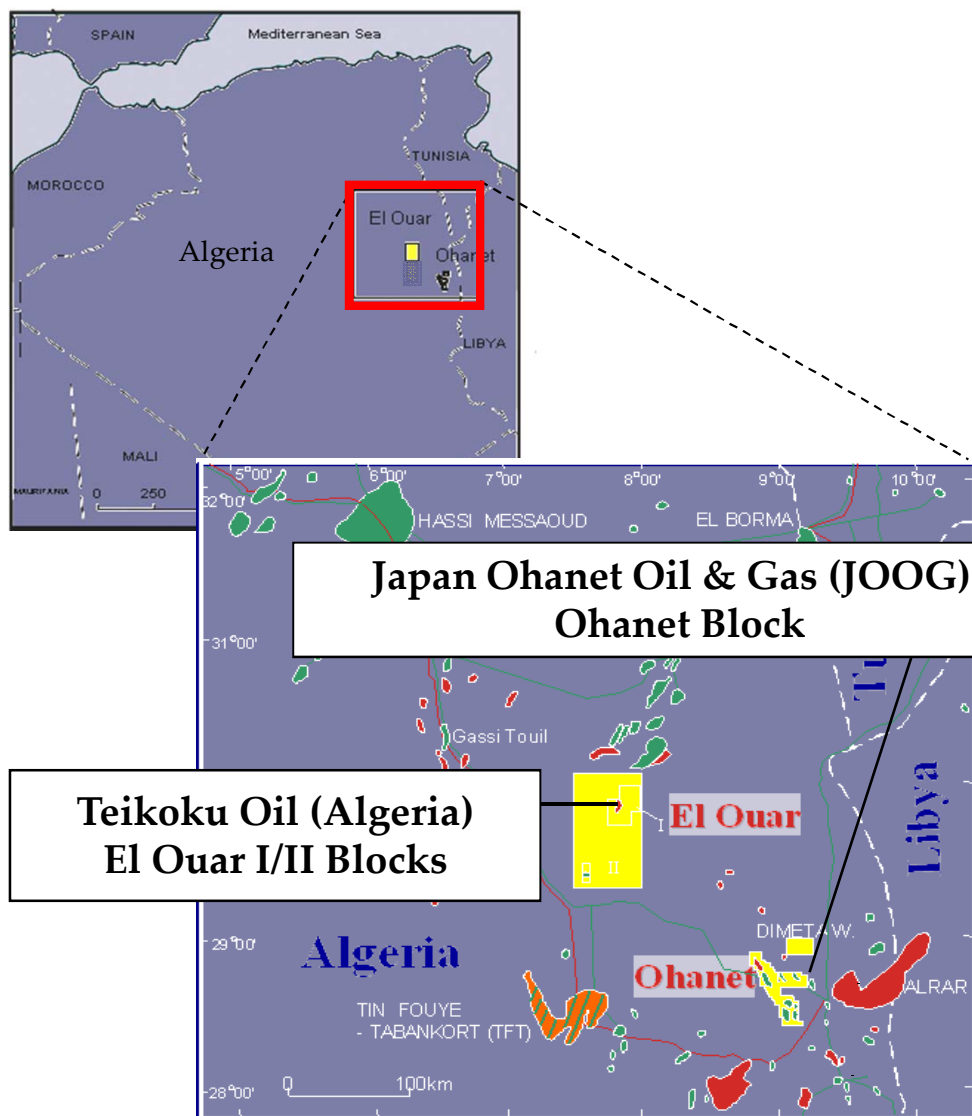 SPAIN
Mediterranean Sea
TUNISIA
MOROCCO
El Ouar
Algeria
Ohanet
LIBYA
MALI
MAURITANIA
0 250
5°00' 6°00' 7°00' 8°00' 9°00' 10°00'
32°00'
HASSI MESSAOUD
EL BORMA
Japan Ohanet Oil & Gas (JOOG)
Ohanet Block
31°00'
Tu
Gassi Touil
Teikoku Oil (Algeria)
El Ouar I/II Blocks
I
El Ouar
II
Libya
DIMETA W.
29°00'
Algeria
Ohanet
ALRAR
TIN FOUYE
- TABANKORT (TFT)
0 100km
28°00'